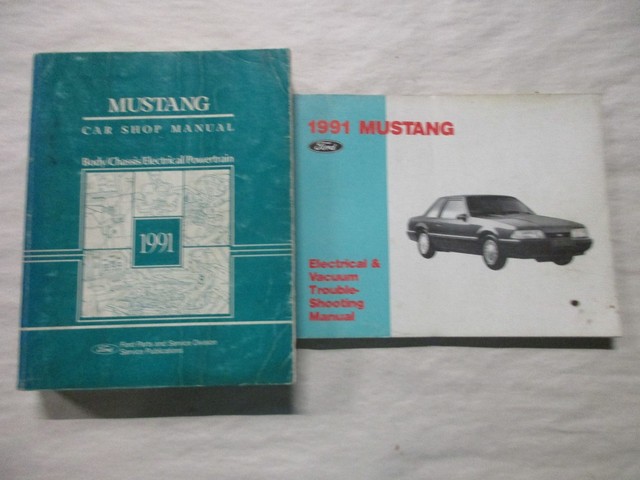 MUSTANG
CAR SHOP MANUAL
Body/Chassis/Electrical/Powertrain
1991
Ford
Ford Parts and Service Division
Service Publications
1991 MUSTANG
Ford
Electrical &
Vacuum
Trouble-
Shooting
Manual